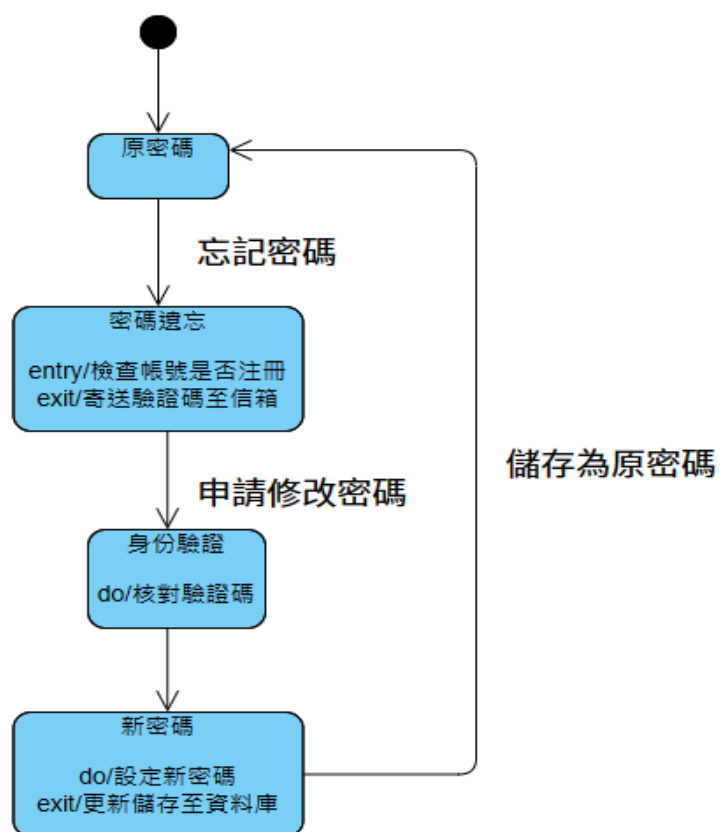 原密碼
忘記密碼
密碼遺忘
entry/檢查帳號是否注冊
exit/寄送驗證碼至信箱
儲存為原密碼
申請修改密碼
身份驗證
do/核對驗證碼
新密碼
do/設定新密碼
exit/更新儲存至資料庫